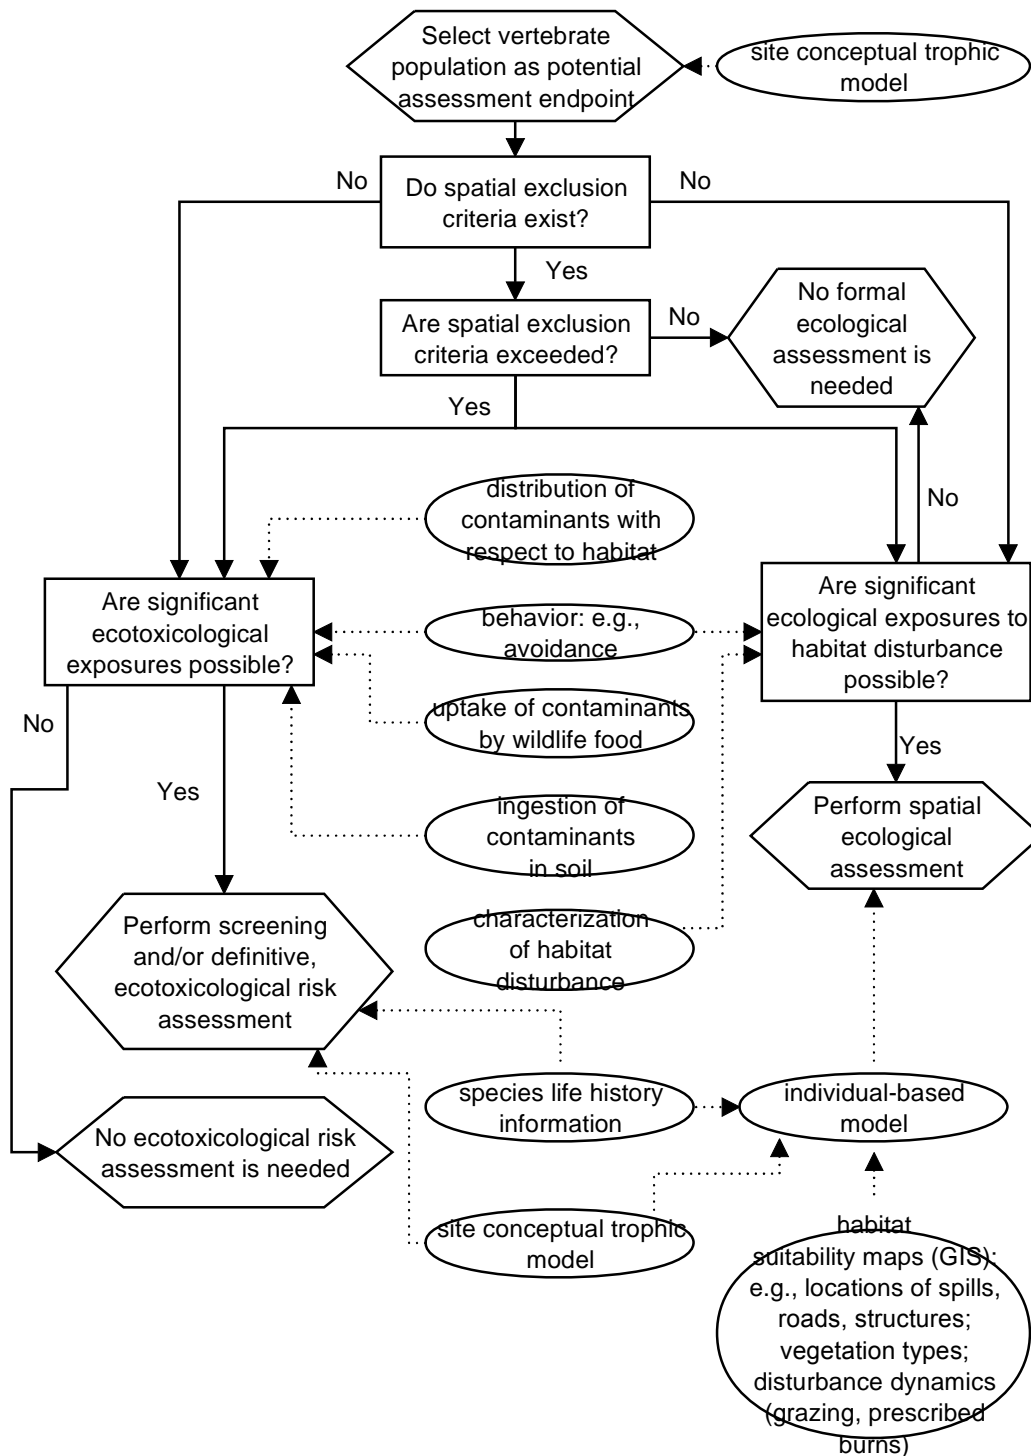 Select vertebrate
population as potential
assessment endpoint
site conceptual trophic
model
No
Do spatial exclusion
criteria exist?
No
Yes
Are spatial exclusion
criteria exceeded?
No
No formal
ecological
assessment is
needed
Yes
distribution of
contaminants with
respect to habitat
No
Are significant
ecotoxicological
exposures possible?
behavior: e.g.,
avoidance
Are significant
ecological exposures to
habitat disturbance
possible?
No
uptake of contaminants
by wildlife food
Yes
Yes
ingestion of
contaminants
in soil
Perform spatial
ecological
assessment
Perform screening
and/or definitive,
ecotoxicological risk
assessment
characterization
of habitat
disturbance
species life history
information
individual-based
model
No ecotoxicological risk
assessment is needed
site conceptual trophic
model
habitat
suitability maps (GIS):
e.g., locations of spills,
roads, structures;
vegetation types;
disturbance dynamics
(grazing, prescribed
burns)